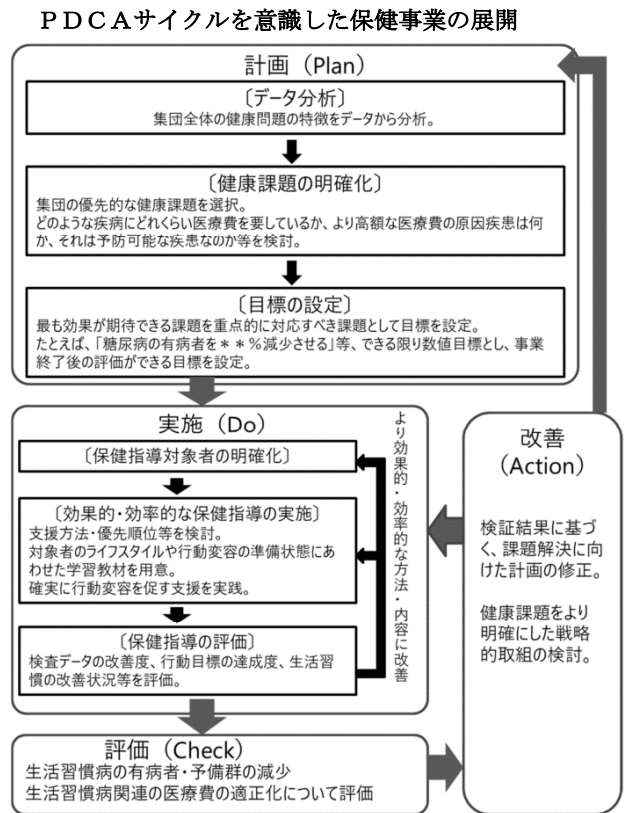 ＰＤＣＡサイクルを意識した保健事業の展開
計画（Plan）
〔データ分析〕
集団全体の健康問題の特徴をデータから分析。
〔健康課題の明確化〕
集団の優先的な健康課題を選択。
どのような疾病にどれくらい医療費を要しているか、より高額な医療費の原因疾患は何
か、それは予防可能な疾患なのか等を検討。
〔目標の設定〕
最も効果が期待できる課題を重点的に対応すべき課題として目標を設定。
たとえば、「糖尿病の有病者を＊＊％減少させる」等、できる限り数値目標とし、事業
終了後の評価ができる目標を設定。
実施（Do）
〔保健指導対象者の明確化〕
〔効果的・効率的な保健指導の実施〕
支援方法・優先順位等を検討。
対象者のライフスタイルや行動変容の準備状態にあ
わせた学習教材を用意。
確実に行動変容を促す支援を実践。
〔保健指導の評価〕
検査データの改善度、行動目標の達成度、生活習
慣の改善状況等を評価。
より効果的・効率的な方法・内容に改善
評価（Check）
生活習慣病の有病者・予備群の減少
生活習慣病関連の医療費の適正化について評価
改善
（Action）
検証結果に基づ
く、課題解決に向
けた計画の修正。
健康課題をより
明確にした戦略
的取組の検討。